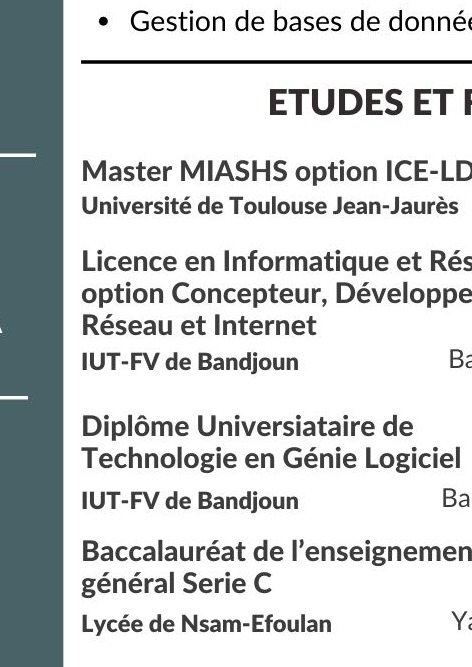 • Gestion de bases de donnée
ETUDES ET F
Master MIASHS option ICE-LD
Université de Toulouse Jean-Jaurès
Licence en Informatique et Rés
option Concepteur, Développe
Réseau et Internet
IUT-FV de Bandjoun Ba
Diplôme Universiataire de
Technologie en Génie Logiciel
IUT-FV de Bandjoun Ba
Baccalauréat de l’enseignemen
général Serie C
Lycée de Nsam-Efoulan Ya